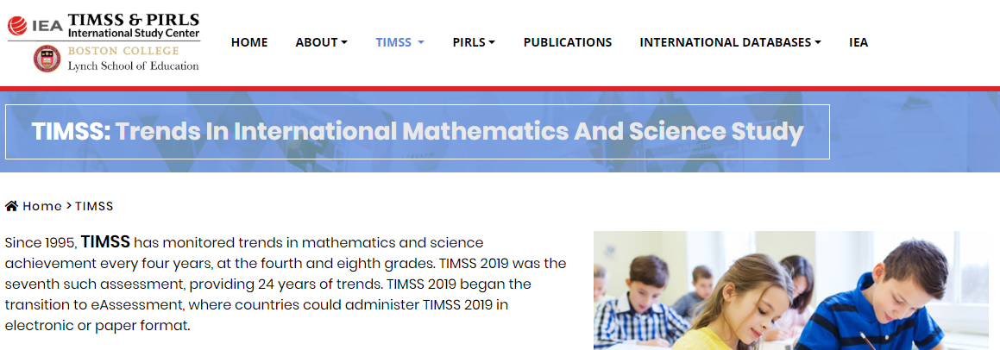 IEA TIMSS & PIRLS
International Study Center
BOSTON COLLEGE
Lynch School of Education
HOME ABOUT TIMSS PIRLS PUBLICATIONS INTERNATIONAL DATABASES IEA
TIMSS: Trends In International Mathematics And Science Study
Home > TIMSS
Since 1995, TIMSS has monitored trends in mathematics and science
achievement every four years, at the fourth and eighth grades. TIMSS 2019 was the
seventh such assessment, providing 24 years of trends. TIMSS 2019 began the
transition to eAssessment, where countries could administer TIMSS 2019 in
electronic or paper format.